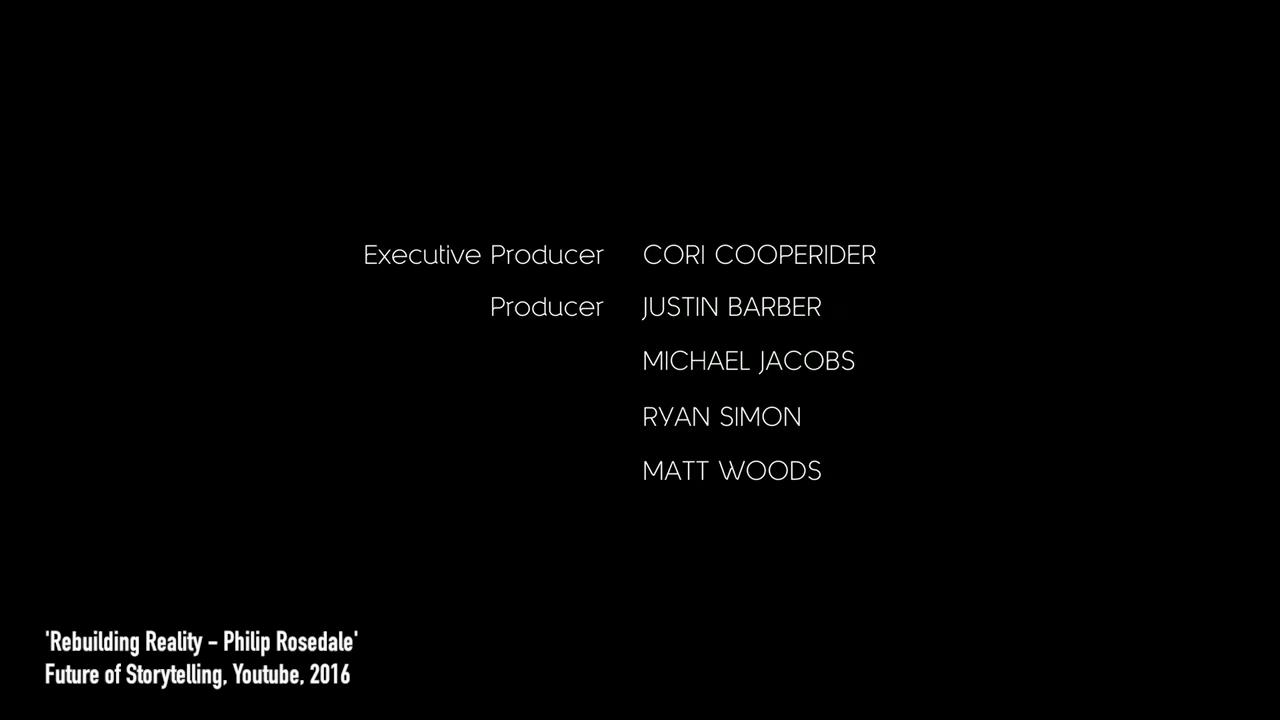 Executive Producer CORI COOPERIDER
Producer JUSTIN BARBER
MICHAEL JACOBS
RYAN SIMON
MATT WOODS
'Rebuilding Reality – Philip Rosedale'
Future of Storytelling, Youtube, 2016